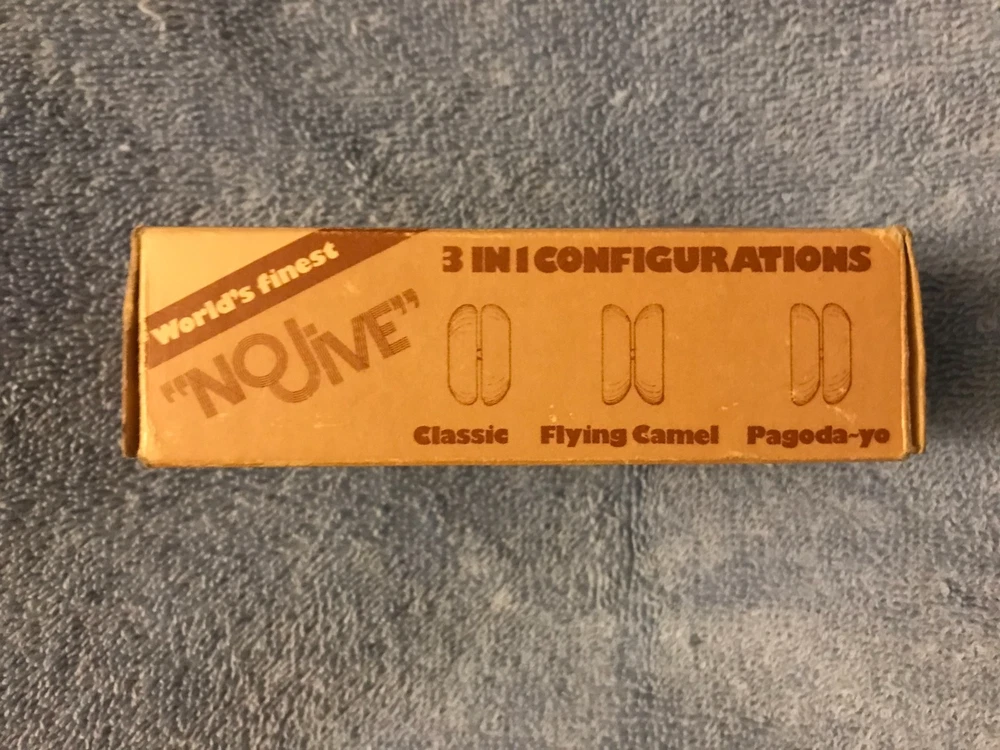 World's finest
"NO JIVE"
3 IN 1 CONFIGURATIONS
Classic Flying Camel Pagoda-yo